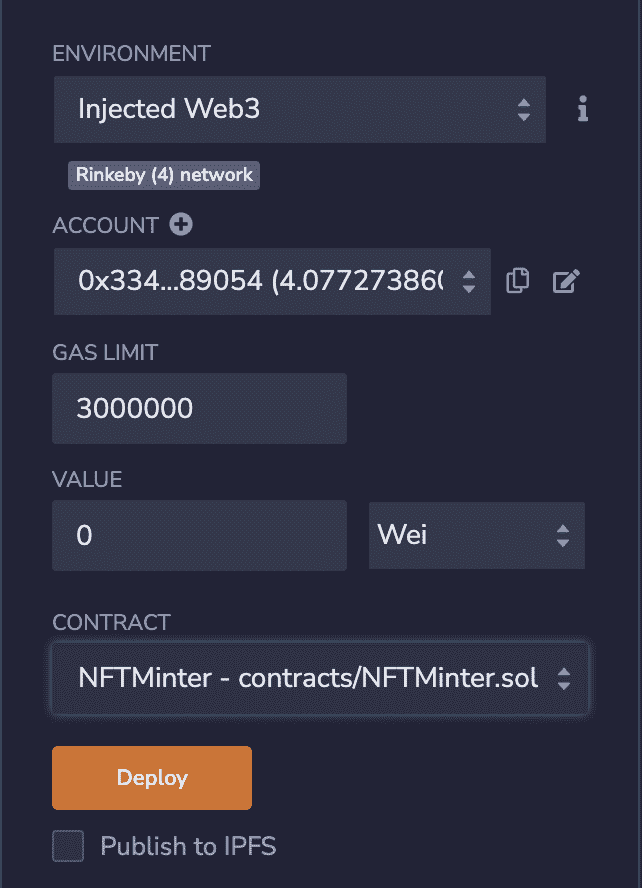 ENVIRONMENT
Injected Web3
Rinkeby (4) network
ACCOUNT
0x334...89054 (4.07727386(
GAS LIMIT
3000000
VALUE
0 Wei
CONTRACT
NFTMinter - contracts/NFTMinter.sol
Deploy
Publish to IPFS